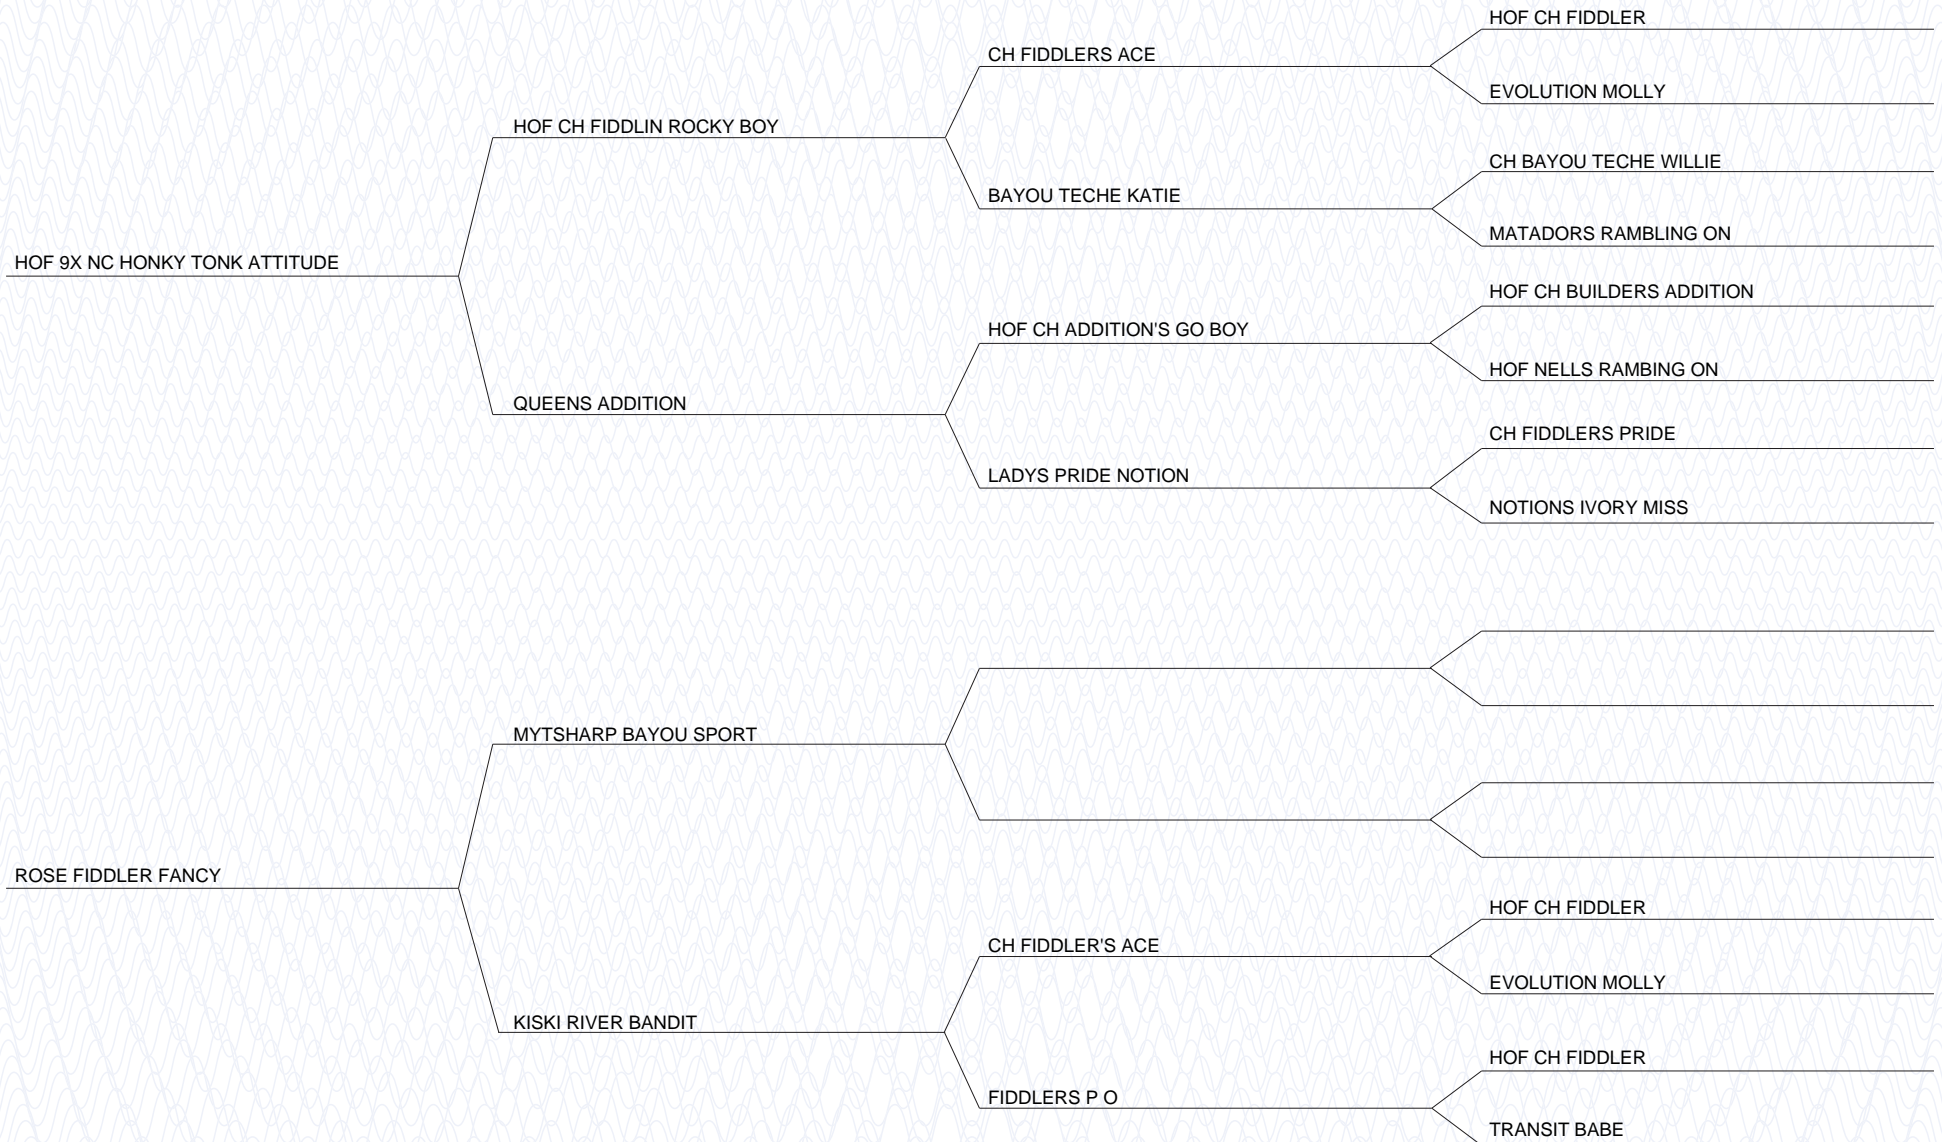 HOF CH FIDDLER
CH FIDDLERS ACE
EVOLUTION MOLLY
HOF CH FIDDLIN ROCKY BOY
CH BAYOU TECHE WILLIE
BAYOU TECHE KATIE
MATADORS RAMBLING ON
HOF 9X NC HONKY TONK ATTITUDE
HOF CH BUILDERS ADDITION
HOF CH ADDITION'S GO BOY
HOF NELLS RAMBING ON
QUEENS ADDITION
CH FIDDLERS PRIDE
LADYS PRIDE NOTION
NOTIONS IVORY MISS
MYTSHARP BAYOU SPORT
ROSE FIDDLER FANCY
HOF CH FIDDLER
CH FIDDLER'S ACE
EVOLUTION MOLLY
KISKI RIVER BANDIT
HOF CH FIDDLER
FIDDLERS P O
TRANSIT BABE